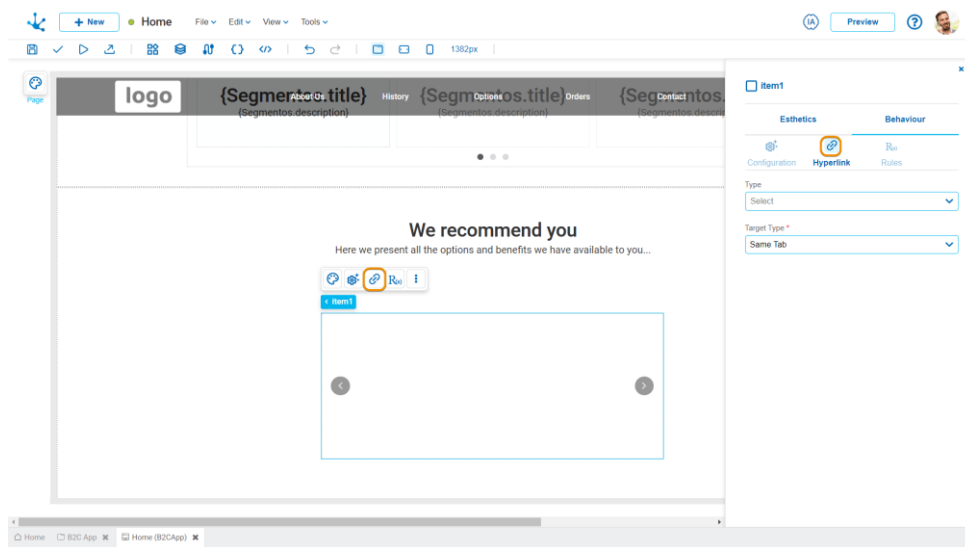 + New
Home
File
Edit
View
Tools
IA
Preview
?
1382px
Page
logo
{Segmentos.title}
{Segmentos.description}
About Us
History
{Segmentos.title}
{Segmentos.description}
Options
Orders
{Segmentos.
{Segmentos.descrip
Contact
We recommend you
Here we present all the options and benefits we have available to you...
R(x)
item1
item1
Esthetics
Behaviour
Configuration
Hyperlink
R(x)
Rules
Type
Select
Target Type *
Same Tab
Home
B2C App
Home (B2CApp)